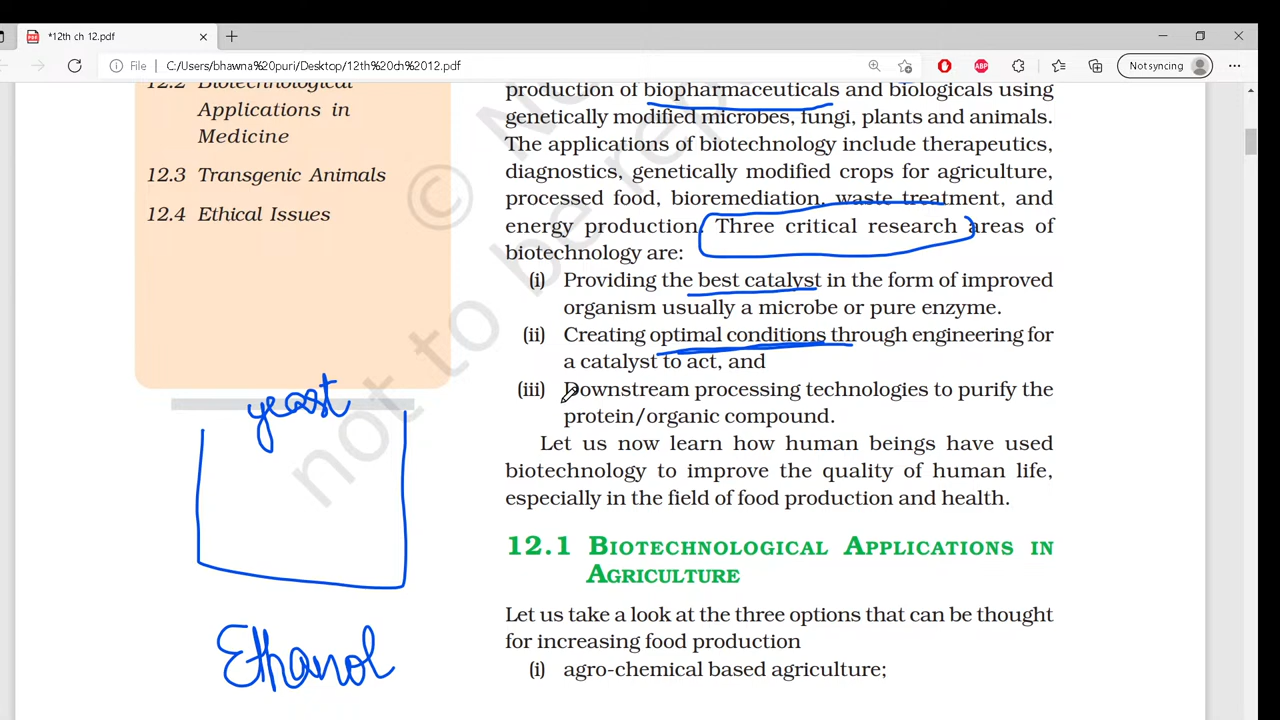 *12th ch 12.pdf
File
C:/Users/bhawna%20puri/Desktop/12th%20ch%2012.pdf
ABP
Not syncing
12.2 Biotechnological
Applications in
Medicine
12.3 Transgenic Animals
12.4 Ethical Issues
production of biopharmaceuticals and biologicals using
genetically modified microbes, fungi, plants and animals.
The applications of biotechnology include therapeutics,
diagnostics, genetically modified crops for agriculture,
processed food, bioremediation, waste treatment, and
energy production. Three critical research areas of
biotechnology are:
(i) Providing the best catalyst in the form of improved
organism usually a microbe or pure enzyme.
(ii) Creating optimal conditions through engineering for
a catalyst to act, and
(iii) Downstream processing technologies to purify the
protein/organic compound.
Let us now learn how human beings have used
biotechnology to improve the quality of human life,
especially in the field of food production and health.
12.1 BIOTECHNOLOGICAL APPLICATIONS IN
AGRICULTURE
Let us take a look at the three options that can be thought
for increasing food production
(i) agro-chemical based agriculture;
yeast
Ethanol
© N
not to be re